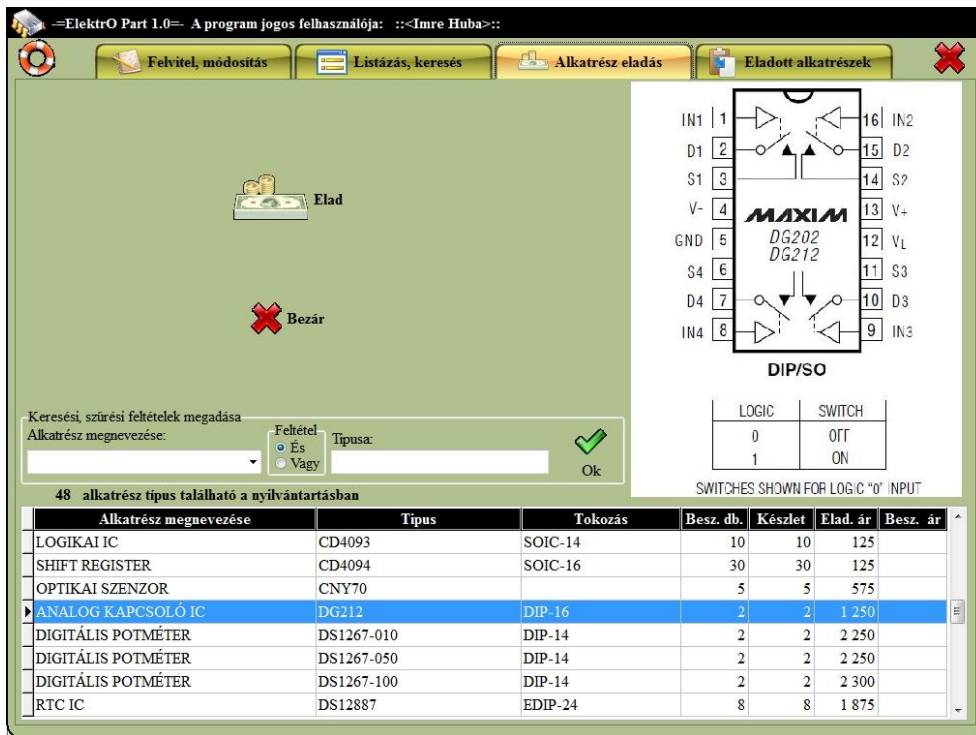 -=ElektrO Part 1.0=- A program jogos felhasználója: ::<Imre Huba>::
Felvitel, módosítás
Listázás, keresés
Alkatrész eladás
Eladott alkatrészek
Elad
Bezár
IN1 1 16 IN2
D1 2 15 D2
S1 3 14 S2
V- 4 13 V+
MAXIM
GND 5 DG202 12 VL
DG212
S4 6 11 S3
D4 7 10 D3
IN4 8 9 IN3
DIP/SO
LOGIC SWITCH
0 OFF
1 ON
SWITCHES SHOWN FOR LOGIC "0" INPUT
Keresési, szűrési feltételek megadása
Alkatrész megnevezése:
Feltétel
És
Vagy
Típusa:
Ok
48 alkatrész típus található a nyilvántartásban
Alkatrész megnevezése Típus Tokozás Besz. db. Készlet Elad. ár Besz. ár
LOGIKAI IC CD4093 SOIC-14 10 10 125
SHIFT REGISTER CD4094 SOIC-16 30 30 125
OPTIKAI SZENZOR CNY70 5 5 575
ANALOG KAPCSOLÓ IC DG212 DIP-16 2 2 1 250
DIGITÁLIS POTMÉTER DS1267-010 DIP-14 2 2 2 250
DIGITÁLIS POTMÉTER DS1267-050 DIP-14 2 2 2 250
DIGITÁLIS POTMÉTER DS1267-100 DIP-14 2 2 2 300
RTC IC DS12887 EDIP-24 8 8 1 875